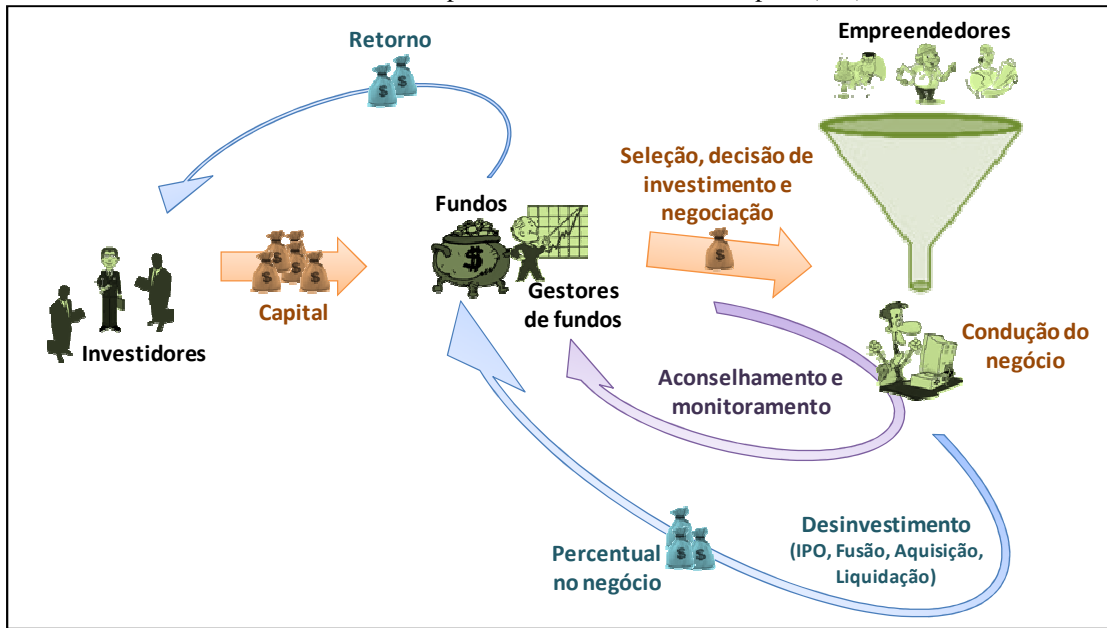 Retorno
Empreendedores
Seleção, decisão de
investimento e
negociação
Fundos
Capital
Investidores
Gestores
de fundos
Condução do
negócio
Aconselhamento e
monitoramento
Desinvestimento
(IPO, Fusão, Aquisição,
Liquidação)
Percentual
no negócio